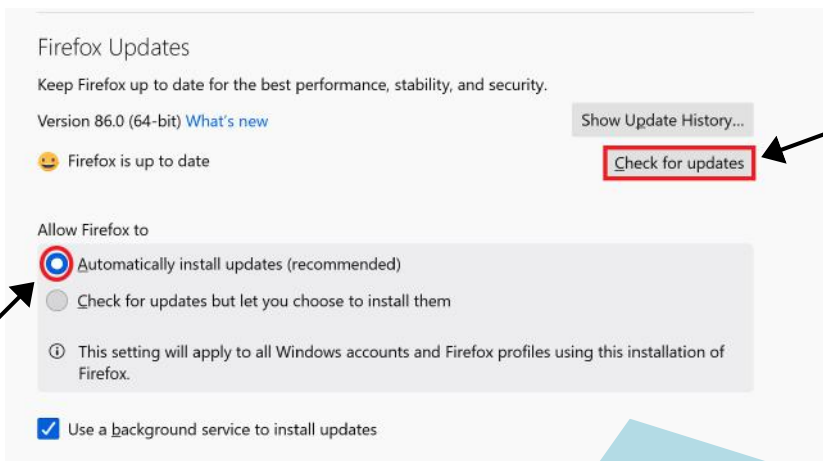 Firefox Updates
Keep Firefox up to date for the best performance, stability, and security.
Version 86.0 (64-bit) What's new
Show Update History...
Firefox is up to date
Check for updates
Allow Firefox to
Automatically install updates (recommended)
Check for updates but let you choose to install them
This setting will apply to all Windows accounts and Firefox profiles using this installation of
Firefox.
Use a background service to install updates